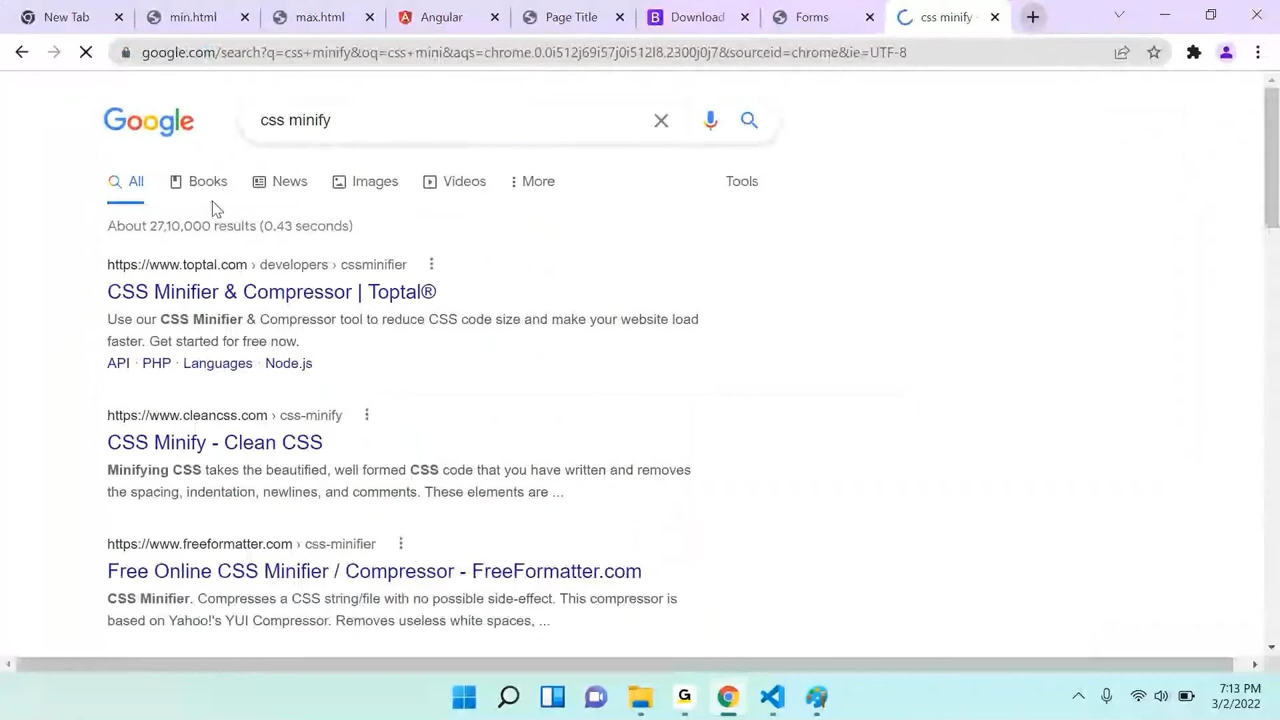 New Tab
min.html
max.html
Angular
Page Title
Download
Forms
css minify
google.com/search?q=css+minify&oq=css+mini&aqs=chrome.0.0i512j69i57j0i512l8.2300j0j7&sourceid=chrome&ie=UTF-8
Google
css minify
All
Books
News
Images
Videos
More
Tools
About 27,10,000 results (0.43 seconds)
https://www.toptal.com › developers › cssminifier
CSS Minifier & Compressor | Toptal®
Use our CSS Minifier & Compressor tool to reduce CSS code size and make your website load
faster. Get started for free now.
API · PHP · Languages · Node.js
https://www.cleancss.com › css-minify
CSS Minify - Clean CSS
Minifying CSS takes the beautified, well formed CSS code that you have written and removes
the spacing, indentation, newlines, and comments. These elements are ...
https://www.freeformatter.com › css-minifier
Free Online CSS Minifier / Compressor - FreeFormatter.com
CSS Minifier. Compresses a CSS string/file with no possible side-effect. This compressor is
based on Yahoo!'s YUI Compressor. Removes useless white spaces, ...
G
7:13 PM
3/2/2022